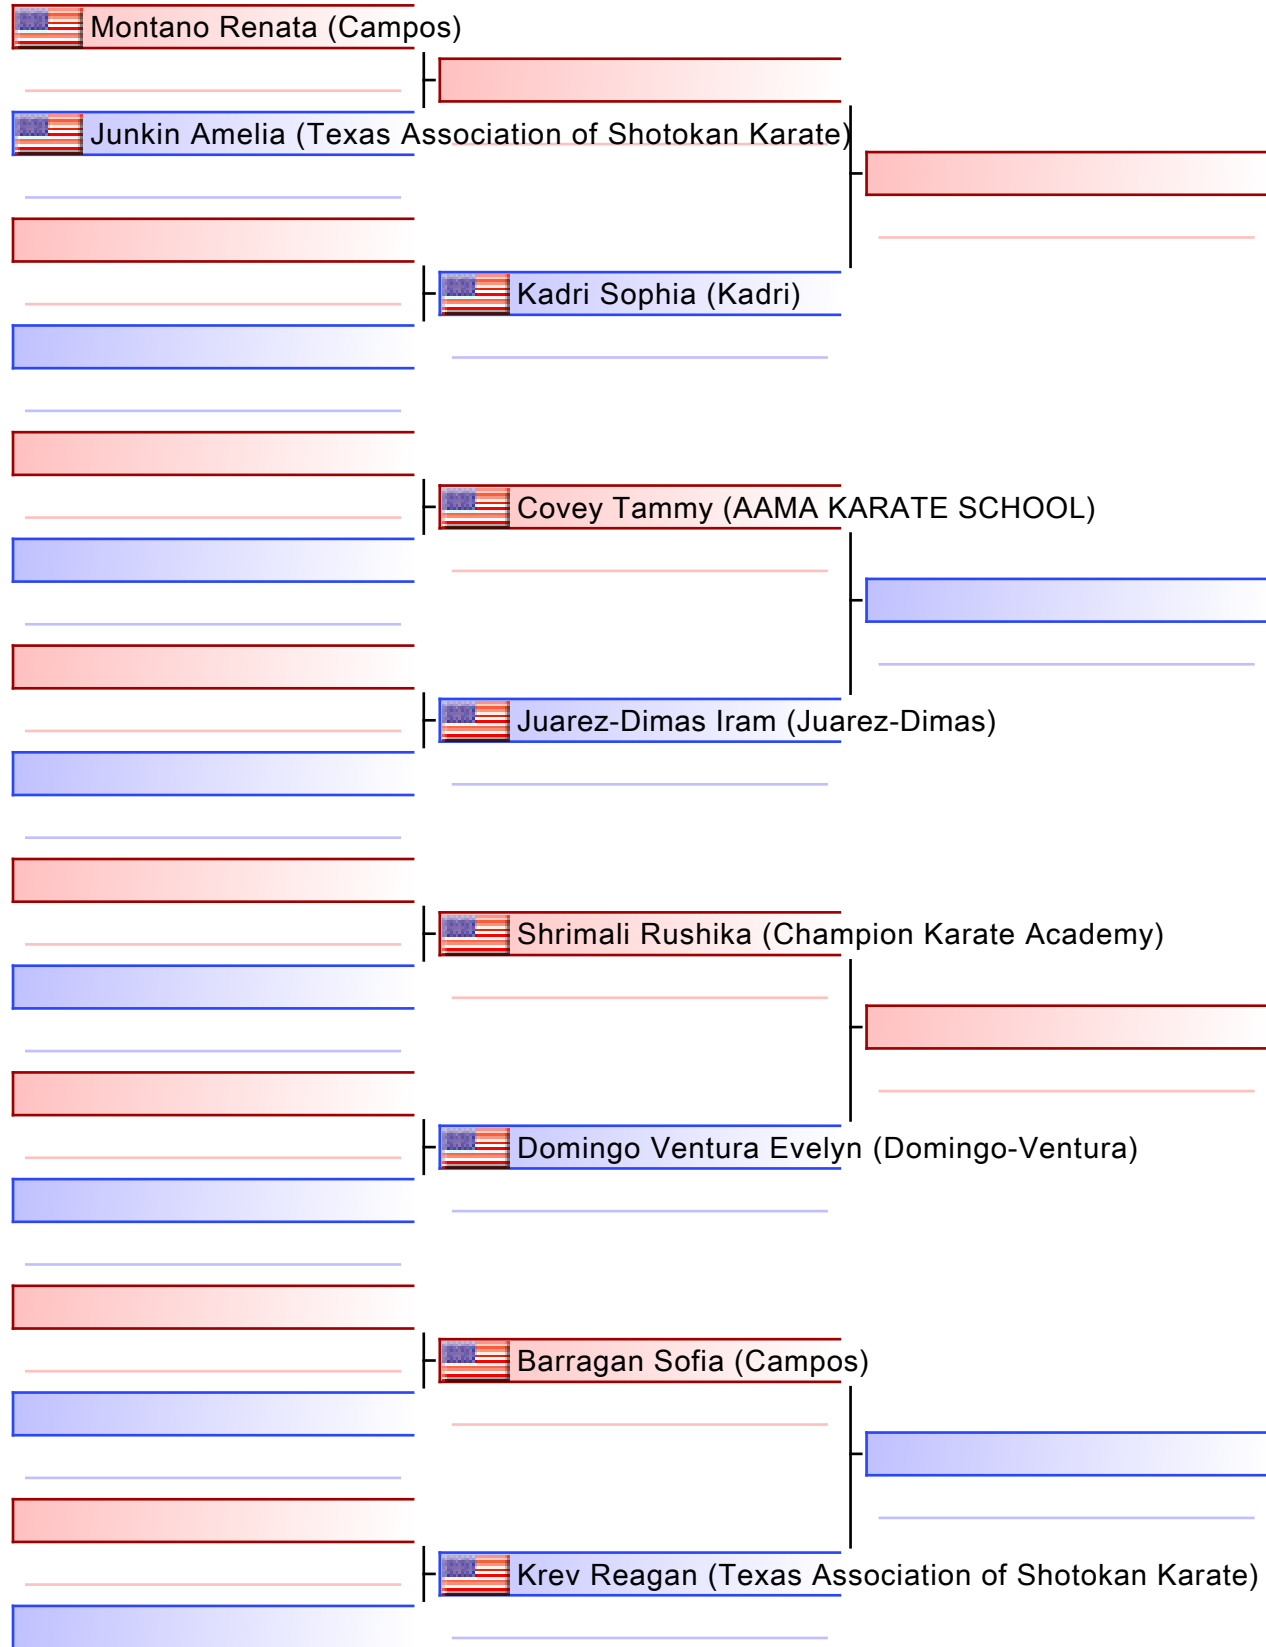 Montano Renata (Campos)
Junkin Amelia (Texas Association of Shotokan Karate)
Kadri Sophia (Kadri)
Covey Tammy (AAMA KARATE SCHOOL)
Juarez-Dimas Iram (Juarez-Dimas)
Shrimali Rushika (Champion Karate Academy)
Domingo Ventura Evelyn (Domingo-Ventura)
Barragan Sofia (Campos)
Krev Reagan (Texas Association of Shotokan Karate)